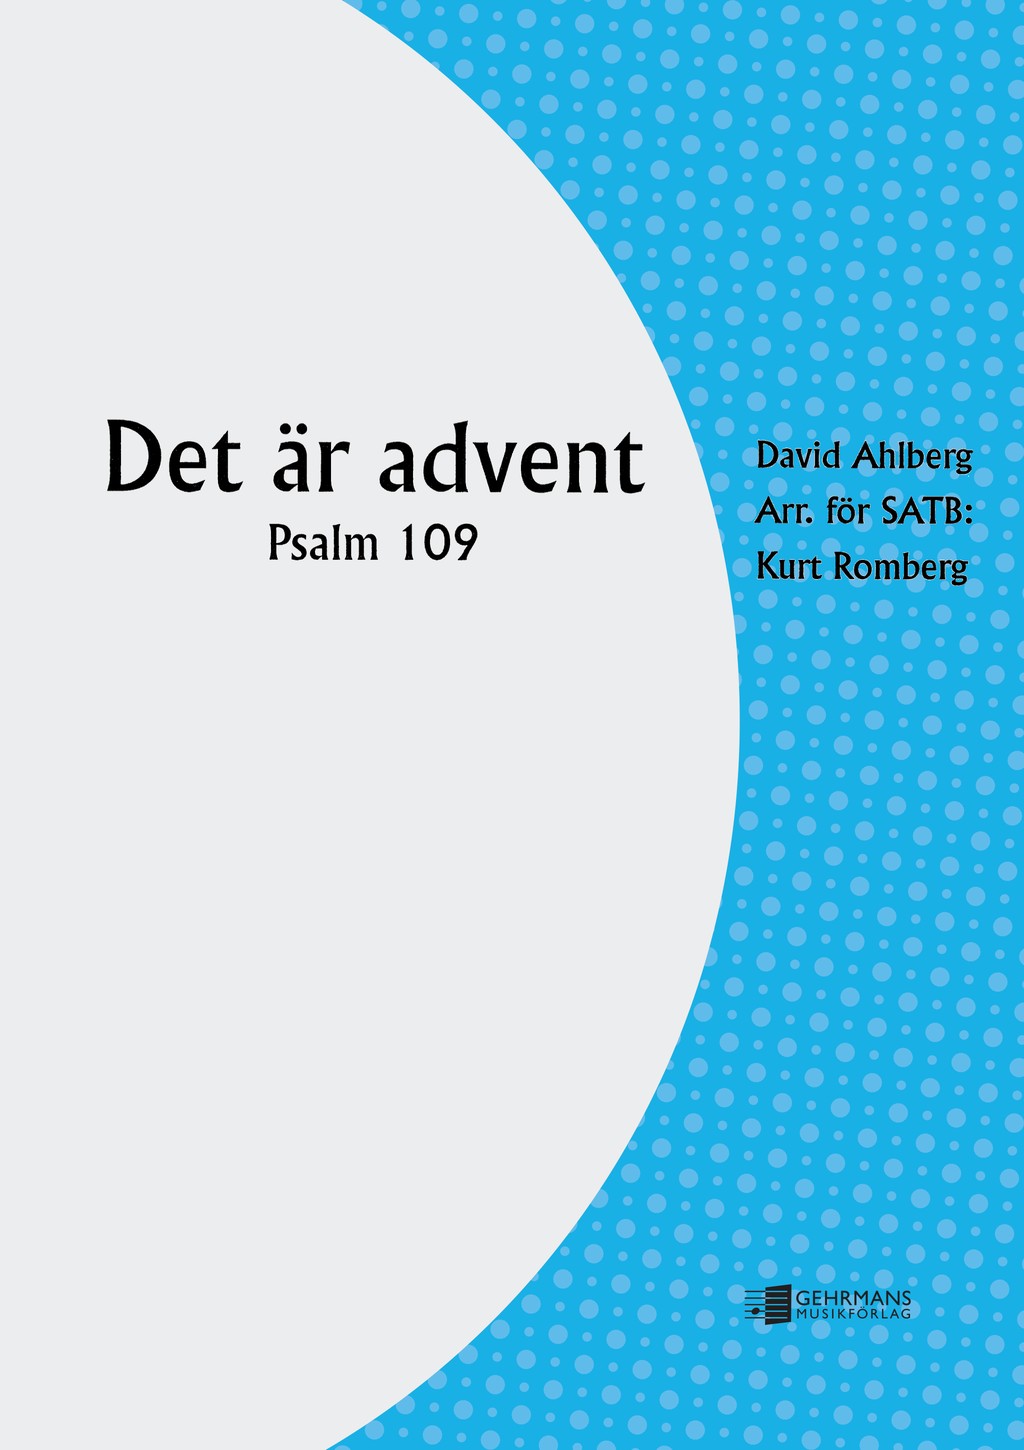 Det är advent
Psalm 109
David Ahlberg
Arr. för SATB:
Kurt Romberg
GEHRMANS
MUSIKFÖRLAG